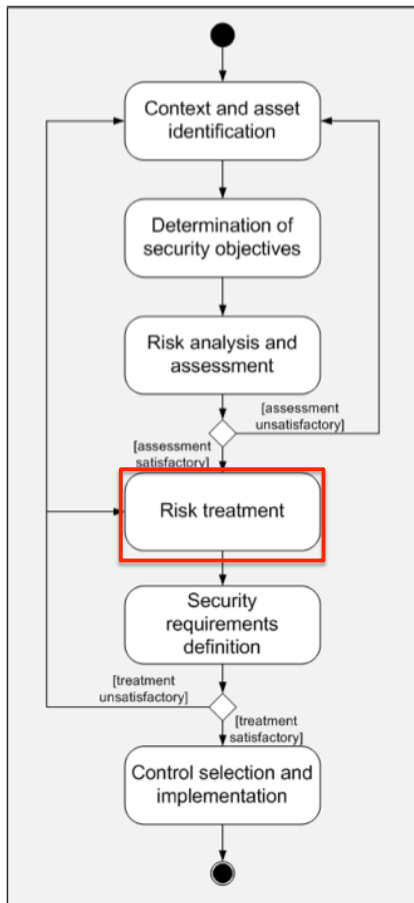 Context and asset
identification
Determination of
security objectives
Risk analysis and
assessment
[assessment
unsatisfactory]
[assessment
satisfactory]
Risk treatment
Security
requirements
definition
[treatment
unsatisfactory]
[treatment
satisfactory]
Control selection and
implementation